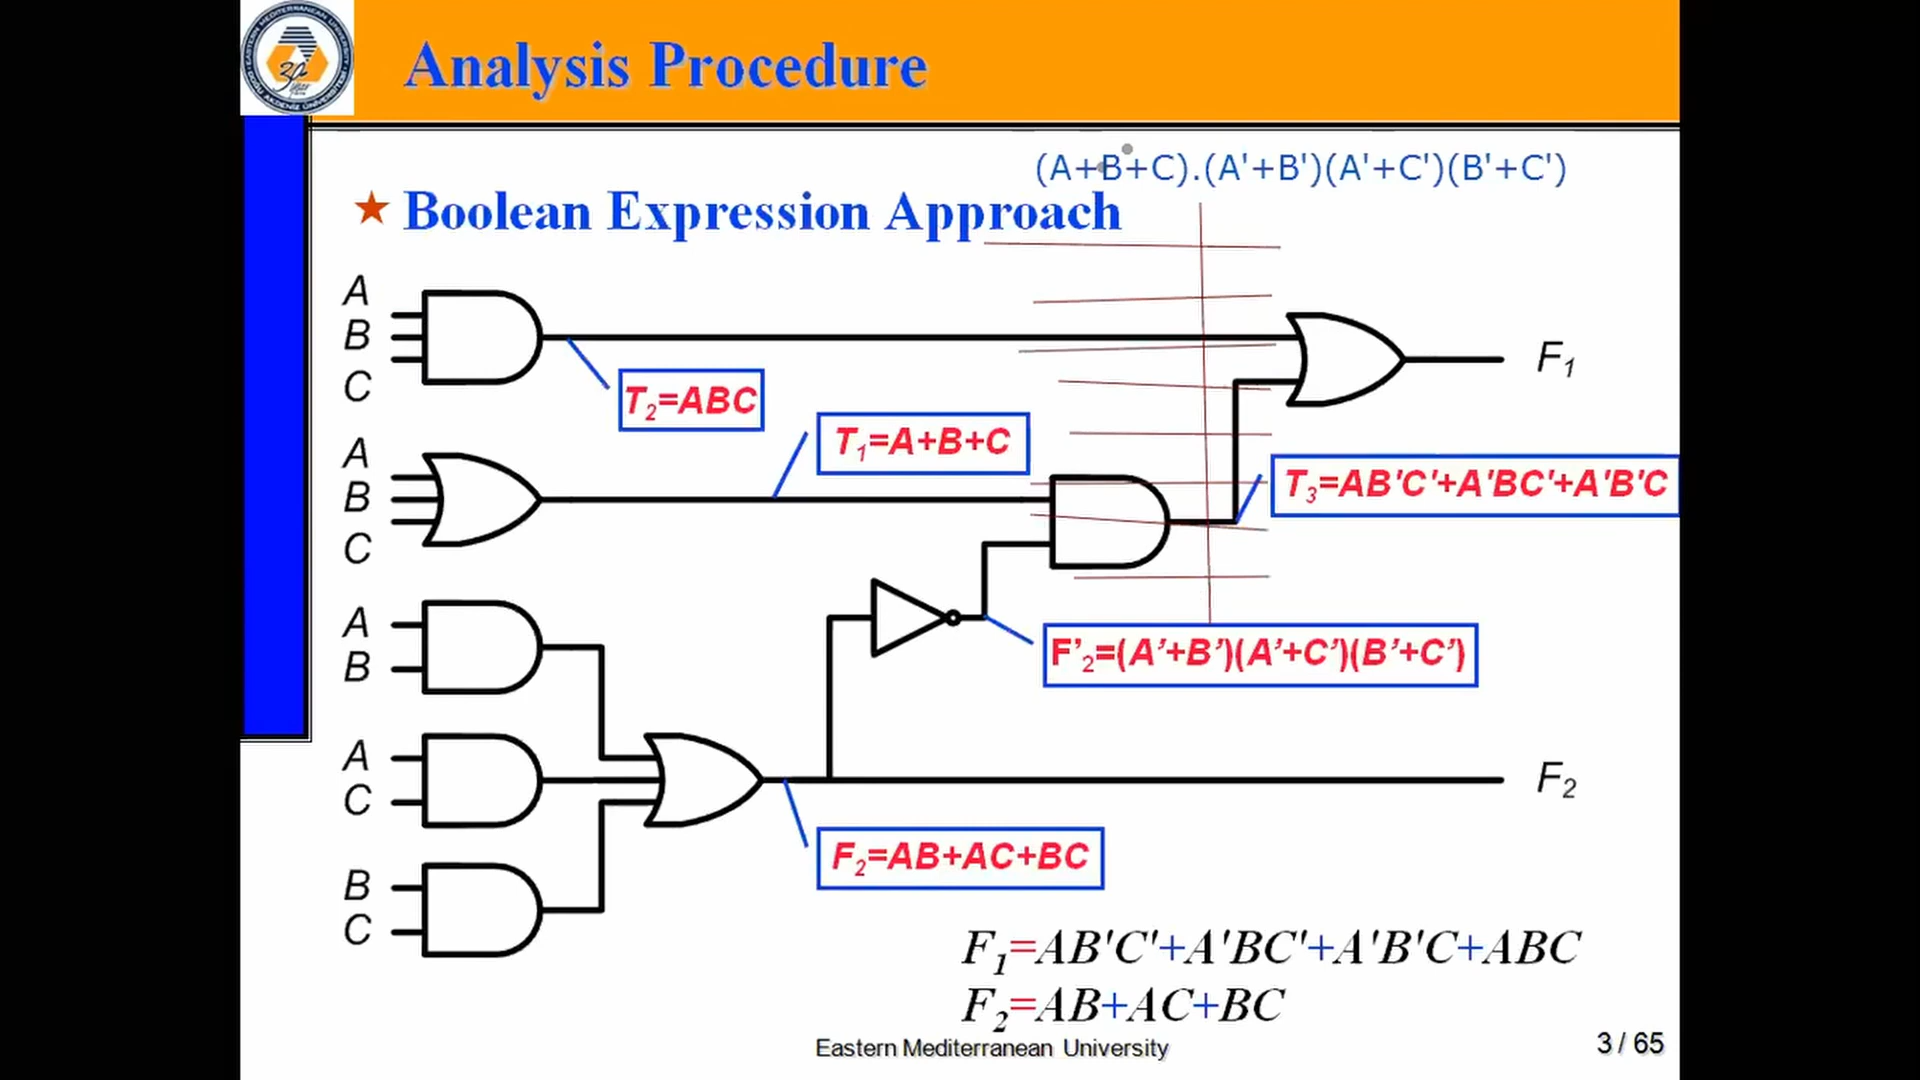 Analysis Procedure
(A+B+C).(A'+B')(A'+C')(B'+C')
★ Boolean Expression Approach
A
B
C
T₂=ABC
F₁
A
B
C
T₁=A+B+C
T₃=AB'C'+A'BC'+A'B'C
A
B
F’₂=(A’+B’)(A’+C’)(B’+C’)
A
C
F₂
B
C
F₂=AB+AC+BC
F₁=AB'C'+A'BC'+A'B'C+ABC
F₂=AB+AC+BC
Eastern Mediterranean University
3 / 65